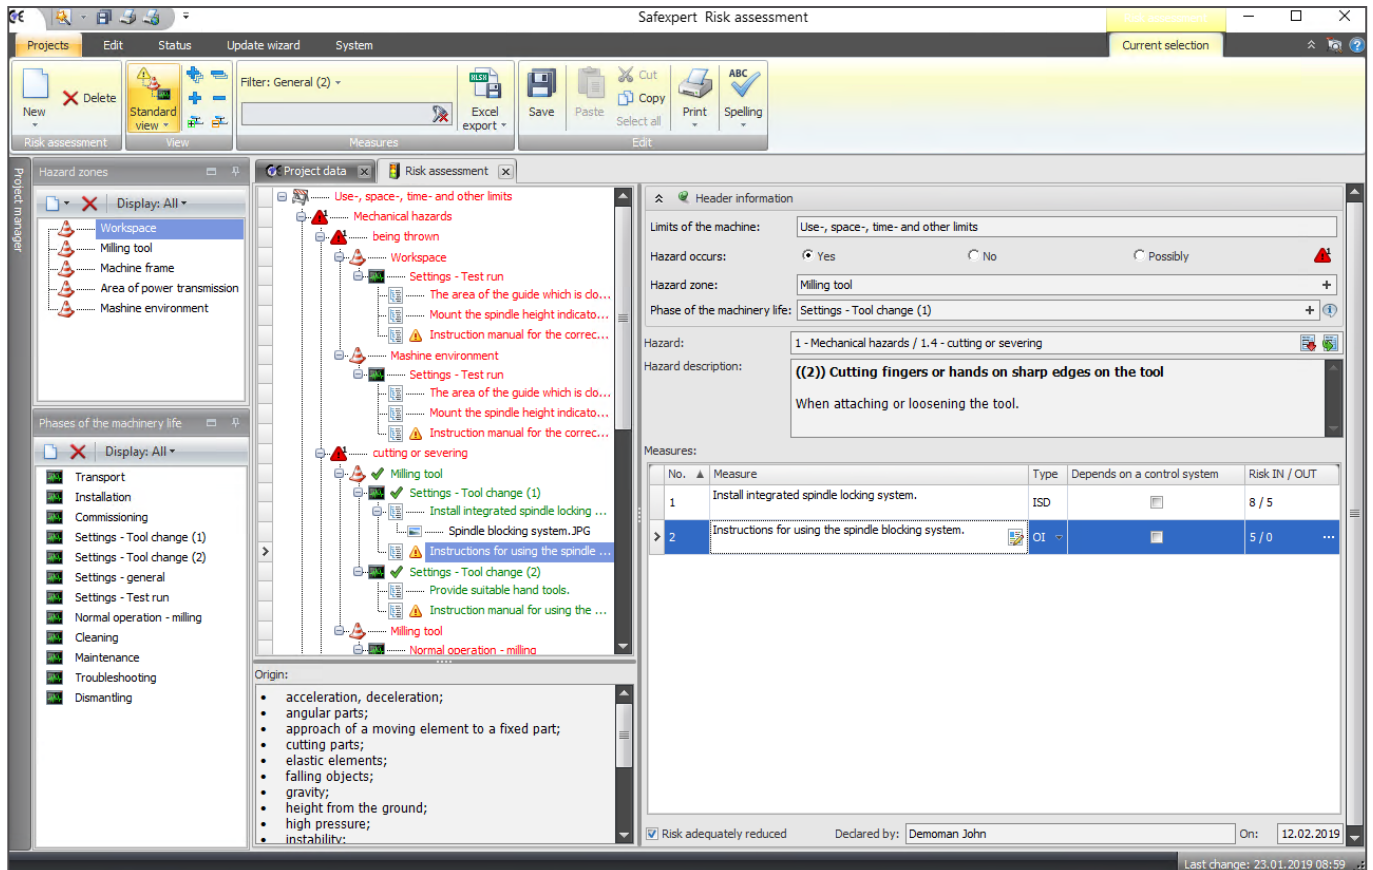 Safexpert Risk assessment
Projects Edit Status Update wizard System Current selection
New
Delete
Risk assessment
Standard view
View
Filter: General (2)
Excel export
Measures
Save
Paste
Cut
Copy
Select all
Print
ABC
Spelling
Edit
Project manager
Hazard zones
Display: All
Workspace
Milling tool
Machine frame
Area of power transmission
Mashine environment
Phases of the machinery life
Display: All
Transport
Installation
Commissioning
Settings - Tool change (1)
Settings - Tool change (2)
Settings - general
Settings - Test run
Normal operation - milling
Cleaning
Maintenance
Troubleshooting
Dismantling
Project data
Risk assessment
Use-, space-, time- and other limits
Mechanical hazards
being thrown
Workspace
Settings - Test run
The area of the guide which is clo...
Mount the spindle height indicato...
Instruction manual for the correc...
Mashine environment
Settings - Test run
The area of the guide which is clo...
Mount the spindle height indicato...
Instruction manual for the correc...
cutting or severing
Milling tool
Settings - Tool change (1)
Install integrated spindle locking ...
Spindle blocking system.JPG
Instructions for using the spindle ...
Settings - Tool change (2)
Provide suitable hand tools.
Instruction manual for using the ...
Milling tool
Normal operation - milling
Origin:
• acceleration, deceleration;
• angular parts;
• approach of a moving element to a fixed part;
• cutting parts;
• elastic elements;
• falling objects;
• gravity;
• height from the ground;
• high pressure;
• instability;
Header information
Limits of the machine: Use-, space-, time- and other limits
Hazard occurs: Yes No Possibly
Hazard zone: Milling tool
Phase of the machinery life: Settings - Tool change (1)
Hazard: 1 - Mechanical hazards / 1.4 - cutting or severing
Hazard description: ((2)) Cutting fingers or hands on sharp edges on the tool
When attaching or loosening the tool.
Measures:
No. Measure Type Depends on a control system Risk IN / OUT
1 Install integrated spindle locking system. ISD 8 / 5
2 Instructions for using the spindle blocking system. OI 5 / 0 ...
Risk adequately reduced Declared by: Demoman John On: 12.02.2019
Last change: 23.01.2019 08:59